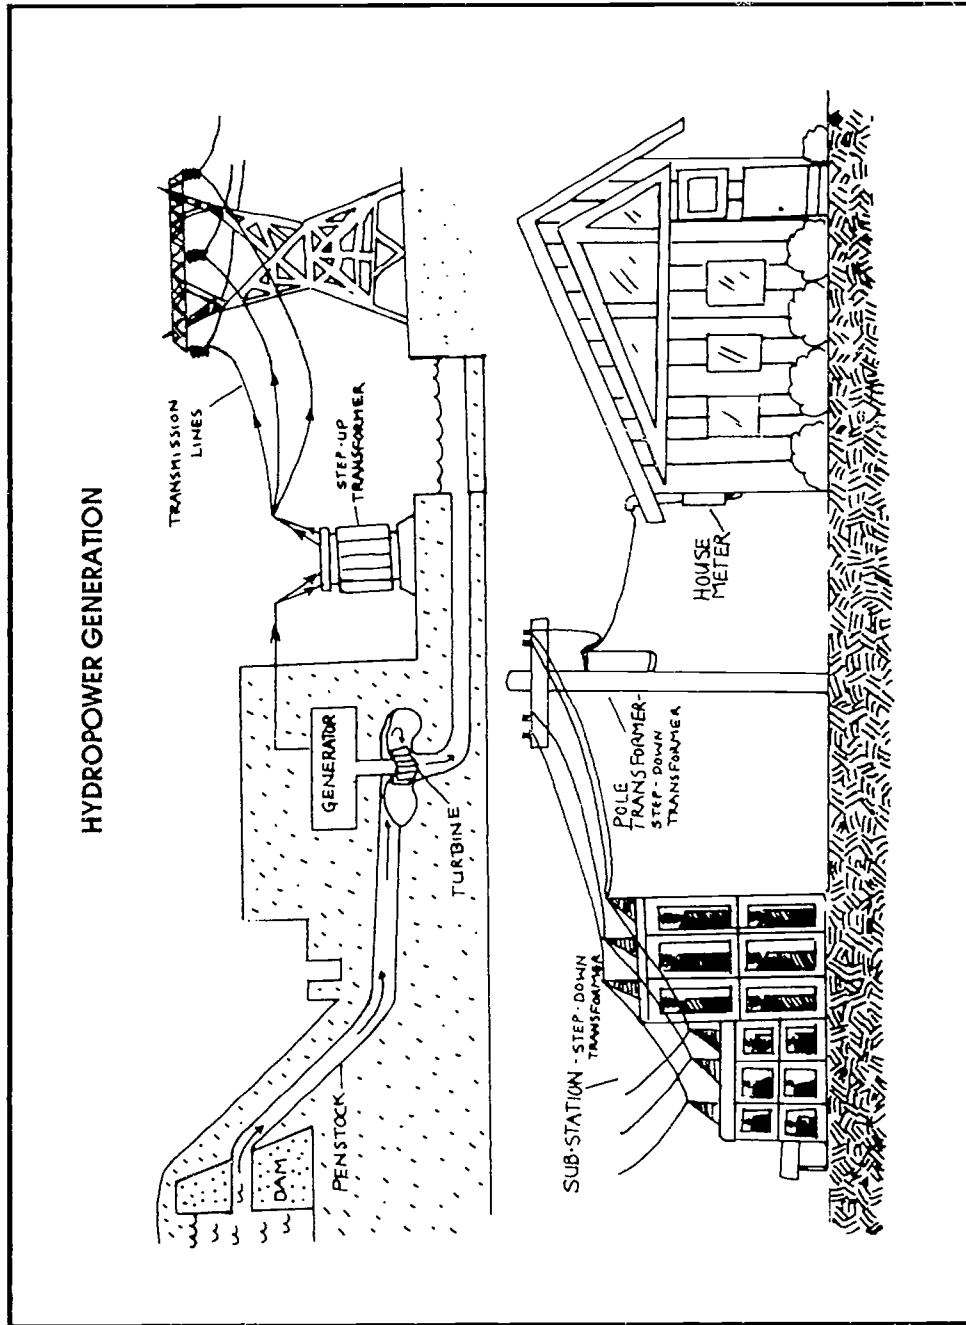 HYDROPOWER GENERATION
DAM
PENSTOCK
TURBINE
GENERATOR
STEP-UP
TRANSFORMER
TRANSMISSION
LINES
SUB-STATION - STEP-DOWN
TRANSFORMER
POLE
TRANSFORMER-
STEP-DOWN
TRANSFORMER
HOUSE
METER